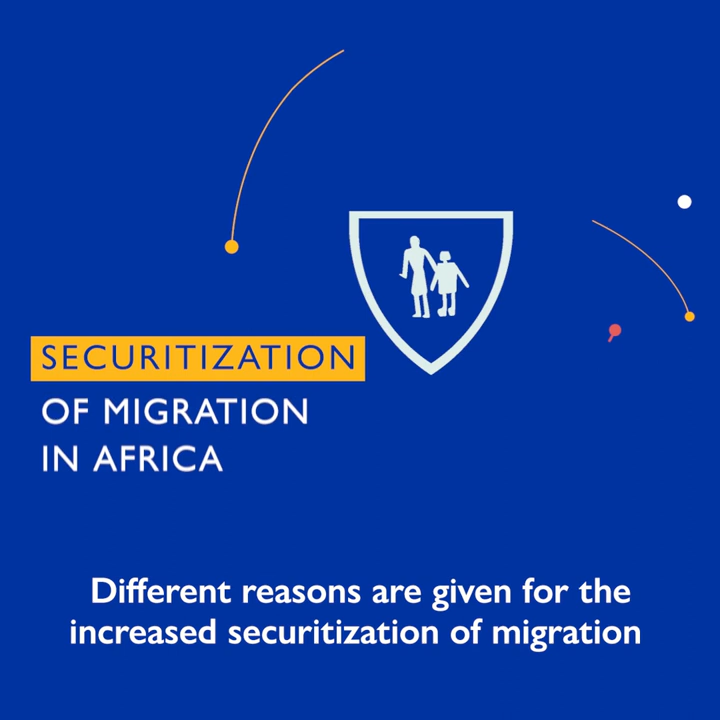 SECURITIZATION
OF MIGRATION
IN AFRICA
Different reasons are given for the
increased securitization of migration